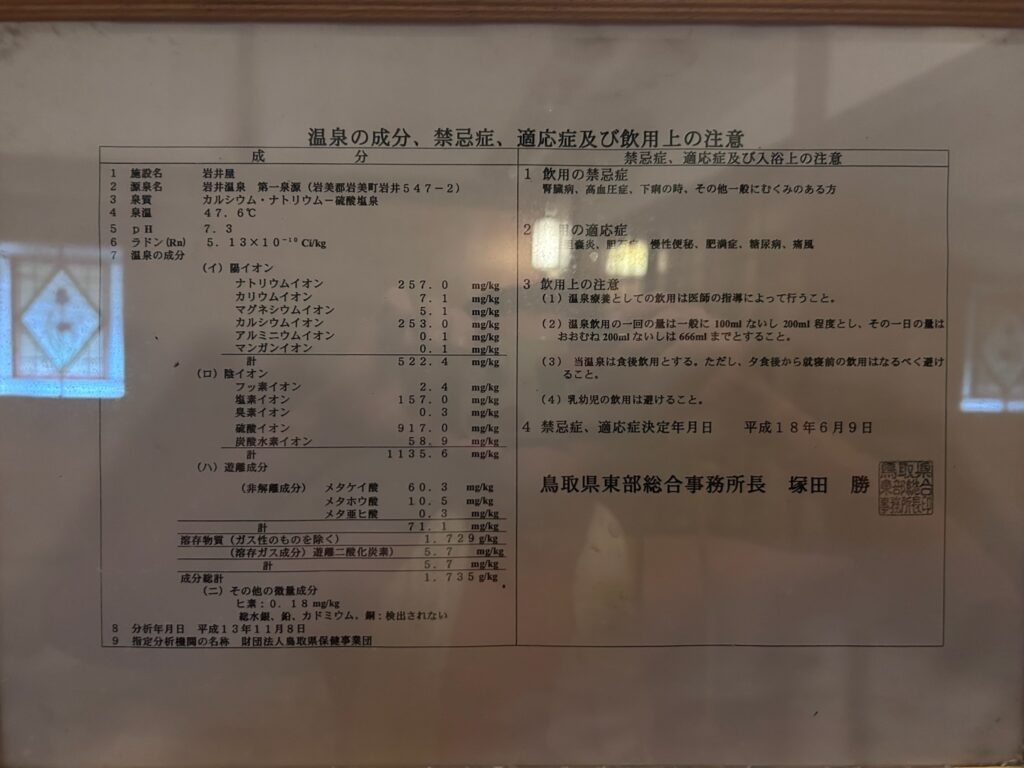 温泉の成分、禁忌症、適応症及び飲用上の注意
成 分
1 施設名 岩井屋
2 源泉名 岩井温泉 第一泉源(岩美郡岩美町岩井547-2)
3 泉質 カルシウム・ナトリウム-硫酸塩泉
4 泉温 47.6℃
5 pH 7.3
6 ラドン(Rn) 5.13×10⁻¹⁰ Ci/kg
7 温泉の成分
(イ)陽イオン
ナトリウムイオン 257.0 mg/kg
カリウムイオン 7.1 mg/kg
マグネシウムイオン 5.1 mg/kg
カルシウムイオン 253.0 mg/kg
アルミニウムイオン 0.1 mg/kg
マンガンイオン 0.1 mg/kg
計 522.4 mg/kg
(ロ)陰イオン
フッ素イオン 2.4 mg/kg
塩素イオン 157.0 mg/kg
臭素イオン 0.3 mg/kg
硫酸イオン 917.0 mg/kg
炭酸水素イオン 58.9 mg/kg
計 1135.6 mg/kg
(ハ)遊離成分
(非解離成分) メタケイ酸 60.3 mg/kg
メタホウ酸 10.5 mg/kg
メタ亜ヒ酸 0.3 mg/kg
計 71.1 mg/kg
溶存物質(ガス性のものを除く) 1.729 g/kg
(溶存ガス成分)遊離二酸化炭素) 5.7 mg/kg
計 5.7 mg/kg
成分総計 1.735 g/kg
(ニ)その他の微量成分
ヒ素:0.18 mg/kg
総水銀、鉛、カドミウム、銅:検出されない
8 分析年月日 平成13年11月8日
9 指定分析機関の名称 財団法人鳥取県保健事業団
禁忌症、適応症及び入浴上の注意
1 飲用の禁忌症
腎臓病、高血圧症、下痢の時、その他一般にむくみのある方
2 用の適応症
胆嚢炎、胆石症、慢性便秘、肥満症、糖尿病、痛風
3 飲用上の注意
(1)温泉療養としての飲用は医師の指導によって行うこと。
(2)温泉飲用の一回の量は一般に 100ml ないし 200ml 程度とし、その一日の量は
おおむね 200ml ないしは 666ml までとすること。
(3) 当温泉は食後飲用とする。ただし、夕食後から就寝前の飲用はなるべく避け
ること。
(4)乳幼児の飲用は避けること。
4 禁忌症、適応症決定年月日 平成18年6月9日
鳥取県東部総合事務所長 塚田 勝
鳥取県
東部総合
事務所長印